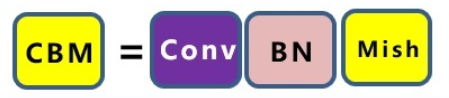 CBM = Conv BN Mish